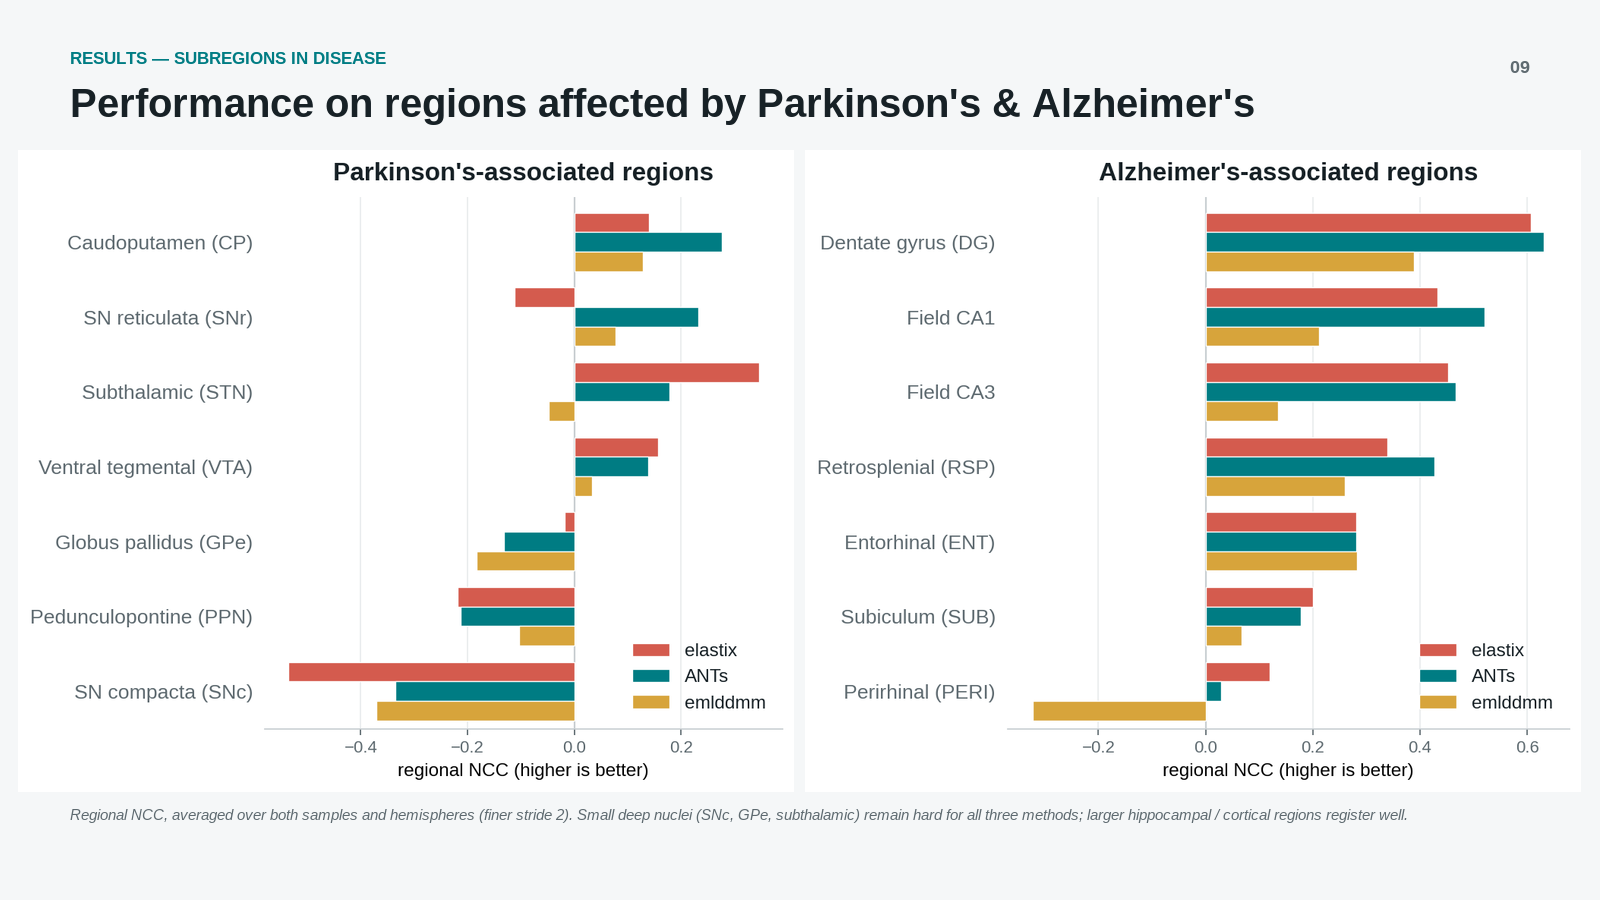 RESULTS — SUBREGIONS IN DISEASE
09
Performance on regions affected by Parkinson's & Alzheimer's
Parkinson's-associated regions
Caudoputamen (CP)
SN reticulata (SNr)
Subthalamic (STN)
Ventral tegmental (VTA)
Globus pallidus (GPe)
Pedunculopontine (PPN)
SN compacta (SNc)
elastix
ANTs
emlddmm
−0.4 −0.2 0.0 0.2
regional NCC (higher is better)
Alzheimer's-associated regions
Dentate gyrus (DG)
Field CA1
Field CA3
Retrosplenial (RSP)
Entorhinal (ENT)
Subiculum (SUB)
Perirhinal (PERI)
elastix
ANTs
emlddmm
−0.2 0.0 0.2 0.4 0.6
regional NCC (higher is better)
Regional NCC, averaged over both samples and hemispheres (finer stride 2). Small deep nuclei (SNc, GPe, subthalamic) remain hard for all three methods; larger hippocampal / cortical regions register well.